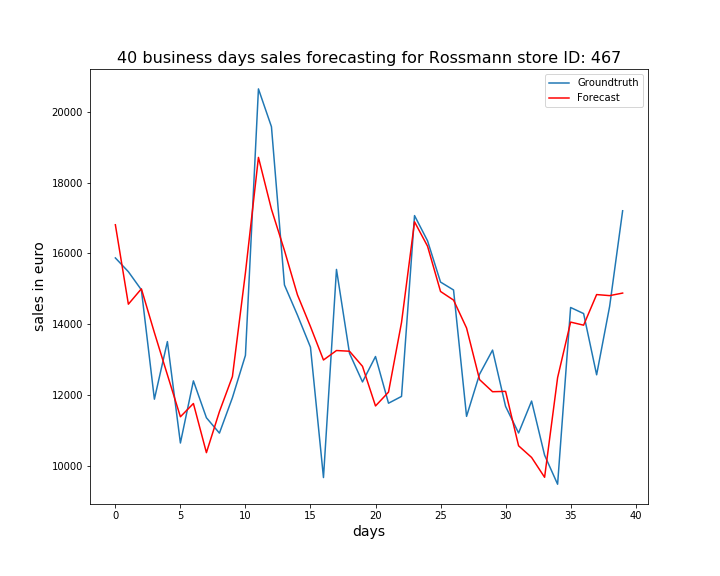 40 business days sales forecasting for Rossmann store ID: 467
Groundtruth
Forecast
20000
18000
16000
14000
12000
10000
sales in euro
0 5 10 15 20 25 30 35 40
days